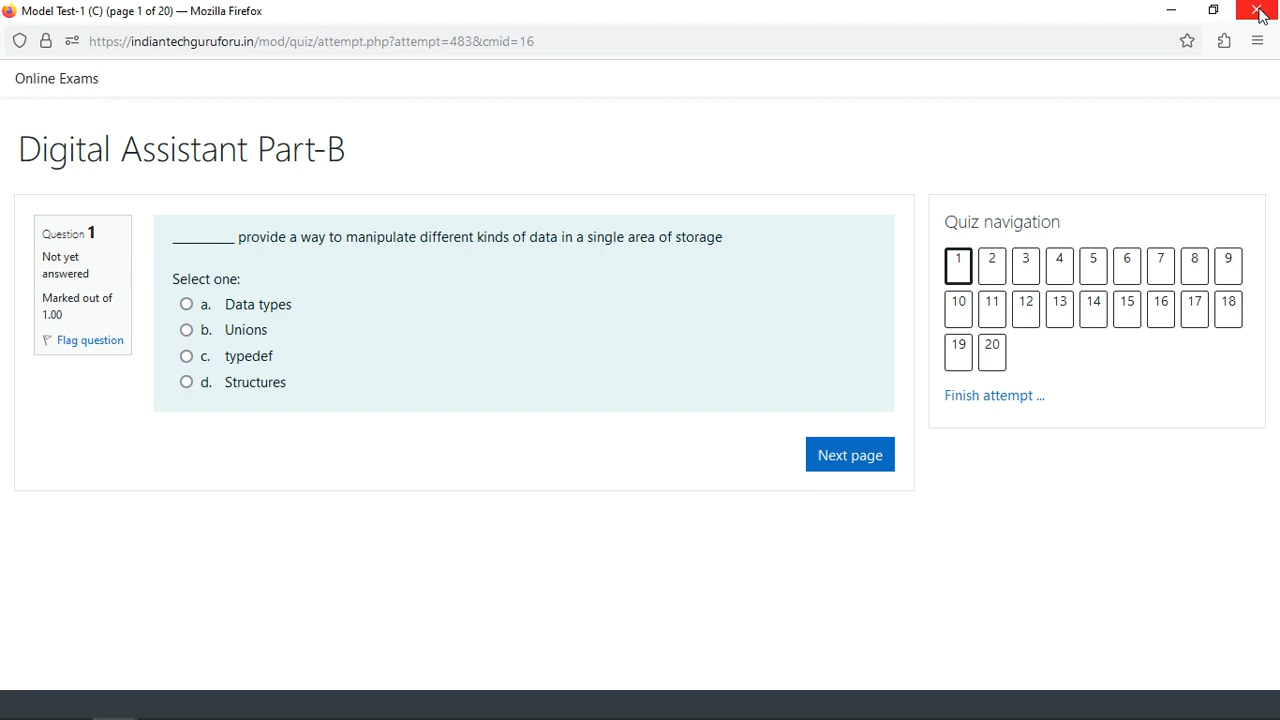 Model Test-1 (C) (page 1 of 20) — Mozilla Firefox
https://indiantechguruforu.in/mod/quiz/attempt.php?attempt=483&cmid=16
Online Exams
Digital Assistant Part-B
Question 1
Not yet
answered
Marked out of
1.00
Flag question
_________ provide a way to manipulate different kinds of data in a single area of storage
Select one:
a. Data types
b. Unions
c. typedef
d. Structures
Next page
Quiz navigation
1 2 3 4 5 6 7 8 9
10 11 12 13 14 15 16 17 18
19 20
Finish attempt ...